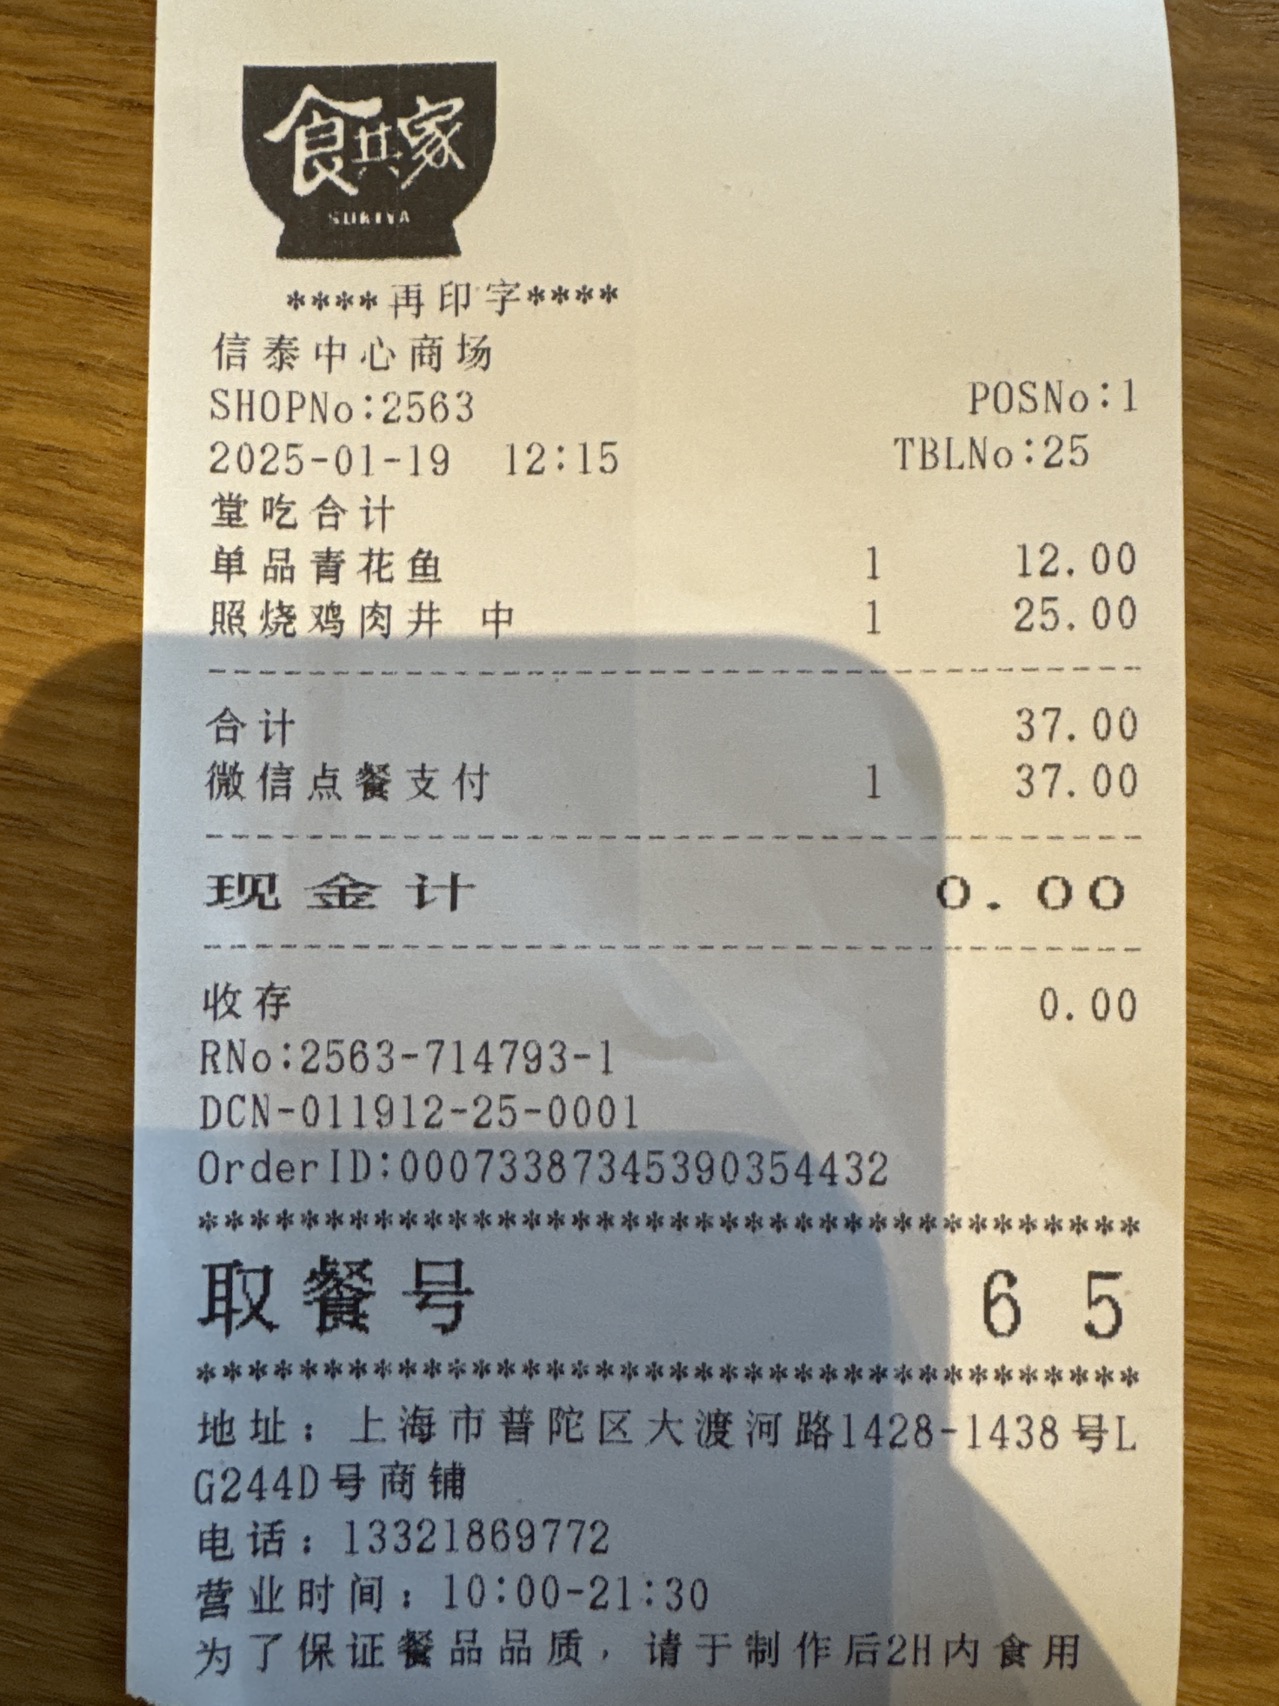 食其家
SUKIYA
****再印字****
信泰中心商场
SHOPNo:2563 POSNo:1
2025-01-19 12:15 TBLNo:25
堂吃合计
单品青花鱼 1 12.00
照烧鸡肉井 中 1 25.00
合计 37.00
微信点餐支付 1 37.00
现金计 0.00
收存 0.00
RNo:2563-714793-1
DCN-011912-25-0001
OrderID:00073387345390354432
***************************************
取餐号 65
***************************************
地址：上海市普陀区大渡河路1428-1438号L
G244D号商铺
电话：13321869772
营业时间：10:00-21:30
为了保证餐品品质，请于制作后2H内食用